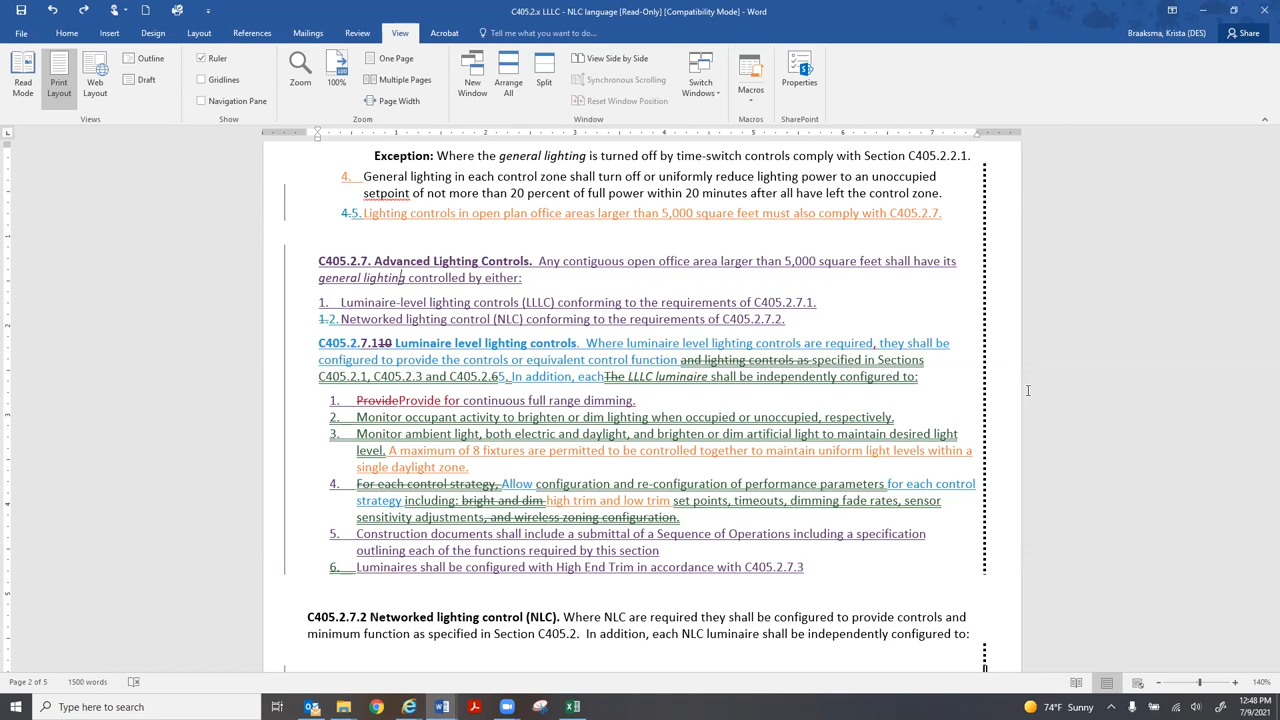 C405.2.x LLLC - NLC language [Read-Only] [Read-Only] [Compatibility Mode] - Word
Braaksma, Krista (DES)
File Home Insert Draw Design Layout References Mailings Review View Acrobat Tell me what you want to do... Share
Read Mode
Print Layout
Web Layout
Outline
Draft
Views
Ruler
Gridlines
Navigation Pane
Show
Zoom
100%
One Page
Multiple Pages
Page Width
Zoom
New Window
Arrange All
Split
View Side by Side
Synchronous Scrolling
Reset Window Position
Window
Switch Windows
Macros
Macros
Properties
SharePoint
1 2 3 4 5 6 7
Exception: Where the general lighting is turned off by time-switch controls comply with Section C405.2.2.1.
4. General lighting in each control zone shall turn off or uniformly reduce lighting power to an unoccupied
setpoint of not more than 20 percent of full power within 20 minutes after all have left the control zone.
4.5. Lighting controls in open plan office areas larger than 5,000 square feet must also comply with C405.2.7.
C405.2.7. Advanced Lighting Controls. Any contiguous open office area larger than 5,000 square feet shall have its
general lighting controlled by either:
1. Luminaire-level lighting controls (LLLC) conforming to the requirements of C405.2.7.1.
1.2. Networked lighting control (NLC) conforming to the requirements of C405.2.7.2.
C405.2.7.110 Luminaire level lighting controls. Where luminaire level lighting controls are required, they shall be
configured to provide the controls or equivalent control function and lighting controls as specified in Sections
C405.2.1, C405.2.3 and C405.2.65. In addition, eachThe LLLC luminaire shall be independently configured to:
1. ProvideProvide for continuous full range dimming.
2. Monitor occupant activity to brighten or dim lighting when occupied or unoccupied, respectively.
3. Monitor ambient light, both electric and daylight, and brighten or dim artificial light to maintain desired light
level. A maximum of 8 fixtures are permitted to be controlled together to maintain uniform light levels within a
single daylight zone.
4. For each control strategy, Allow configuration and re-configuration of performance parameters for each control
strategy including: bright and dim high trim and low trim set points, timeouts, dimming fade rates, sensor
sensitivity adjustments, and wireless zoning configuration.
5. Construction documents shall include a submittal of a Sequence of Operations including a specification
outlining each of the functions required by this section
6. Luminaires shall be configured with High End Trim in accordance with C405.2.7.3
C405.2.7.2 Networked lighting control (NLC). Where NLC are required they shall be configured to provide controls and
minimum function as specified in Section C405.2. In addition, each NLC luminaire shall be independently configured to:
Page 2 of 5 1500 words 140%
Type here to search
74°F Sunny
12:48 PM
7/9/2021